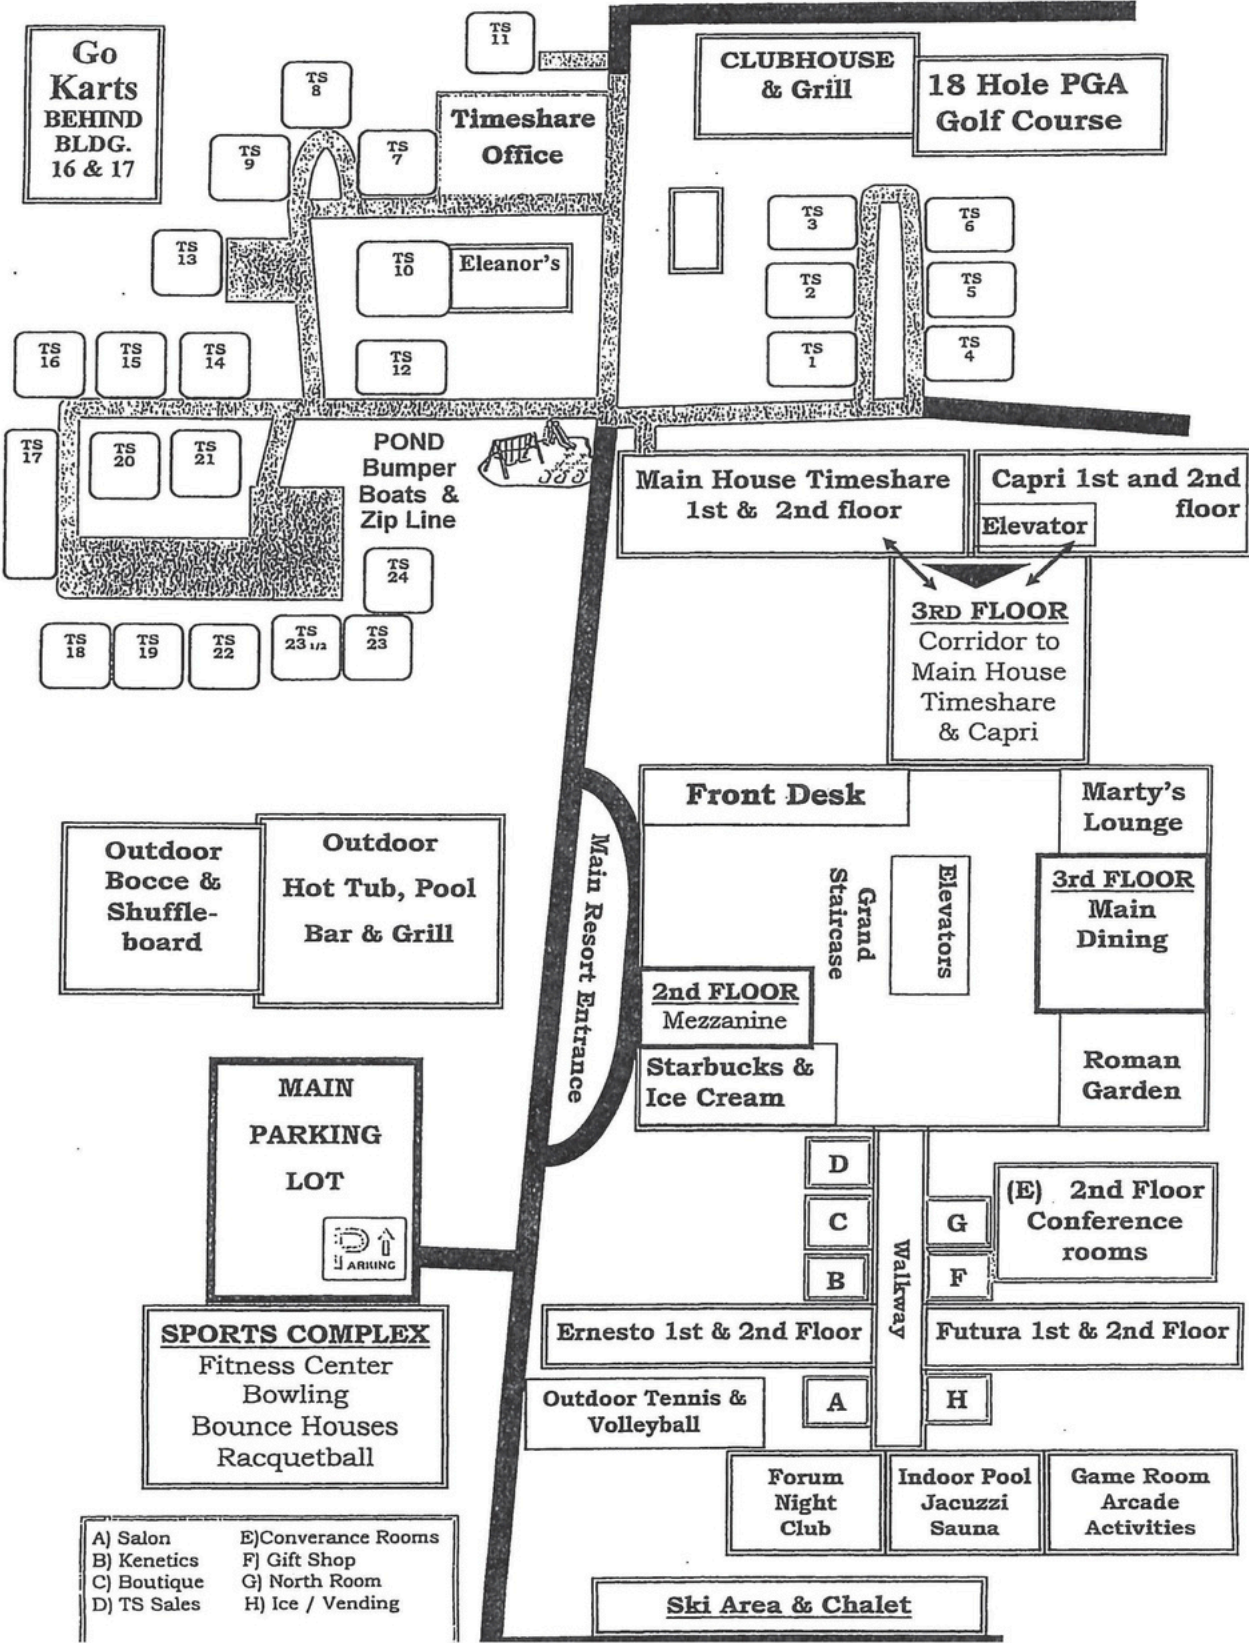 Go
Karts
BEHIND
BLDG.
16 & 17
TS
11
TS
8
TS
9
TS
7
Timeshare
Office
CLUBHOUSE
& Grill
18 Hole PGA
Golf Course
TS
13
TS
10
Eleanor's
TS
3
TS
6
TS
2
TS
5
TS
1
TS
4
TS
16
TS
15
TS
14
TS
12
TS
17
TS
20
TS
21
POND
Bumper
Boats &
Zip Line
TS
24
TS
18
TS
19
TS
22
TS
23 1/2
TS
23
Main House Timeshare
1st & 2nd floor
Capri 1st and 2nd
floor
Elevator
3RD FLOOR
Corridor to
Main House
Timeshare
& Capri
Front Desk
Marty's
Lounge
Outdoor
Bocce &
Shuffle-
board
Outdoor
Hot Tub, Pool
Bar & Grill
Main Resort Entrance
Grand
Staircase
Elevators
3rd FLOOR
Main
Dining
2nd FLOOR
Mezzanine
Starbucks &
Ice Cream
Roman
Garden
MAIN
PARKING
LOT
PARKING
D
C
B
G
F
(E) 2nd Floor
Conference
rooms
Walkway
Ernesto 1st & 2nd Floor
Futura 1st & 2nd Floor
SPORTS COMPLEX
Fitness Center
Bowling
Bounce Houses
Racquetball
Outdoor Tennis &
Volleyball
A
H
Forum
Night
Club
Indoor Pool
Jacuzzi
Sauna
Game Room
Arcade
Activities
A) Salon
B) Kenetics
C) Boutique
D) TS Sales
E)Converance Rooms
F) Gift Shop
G) North Room
H) Ice / Vending
Ski Area & Chalet